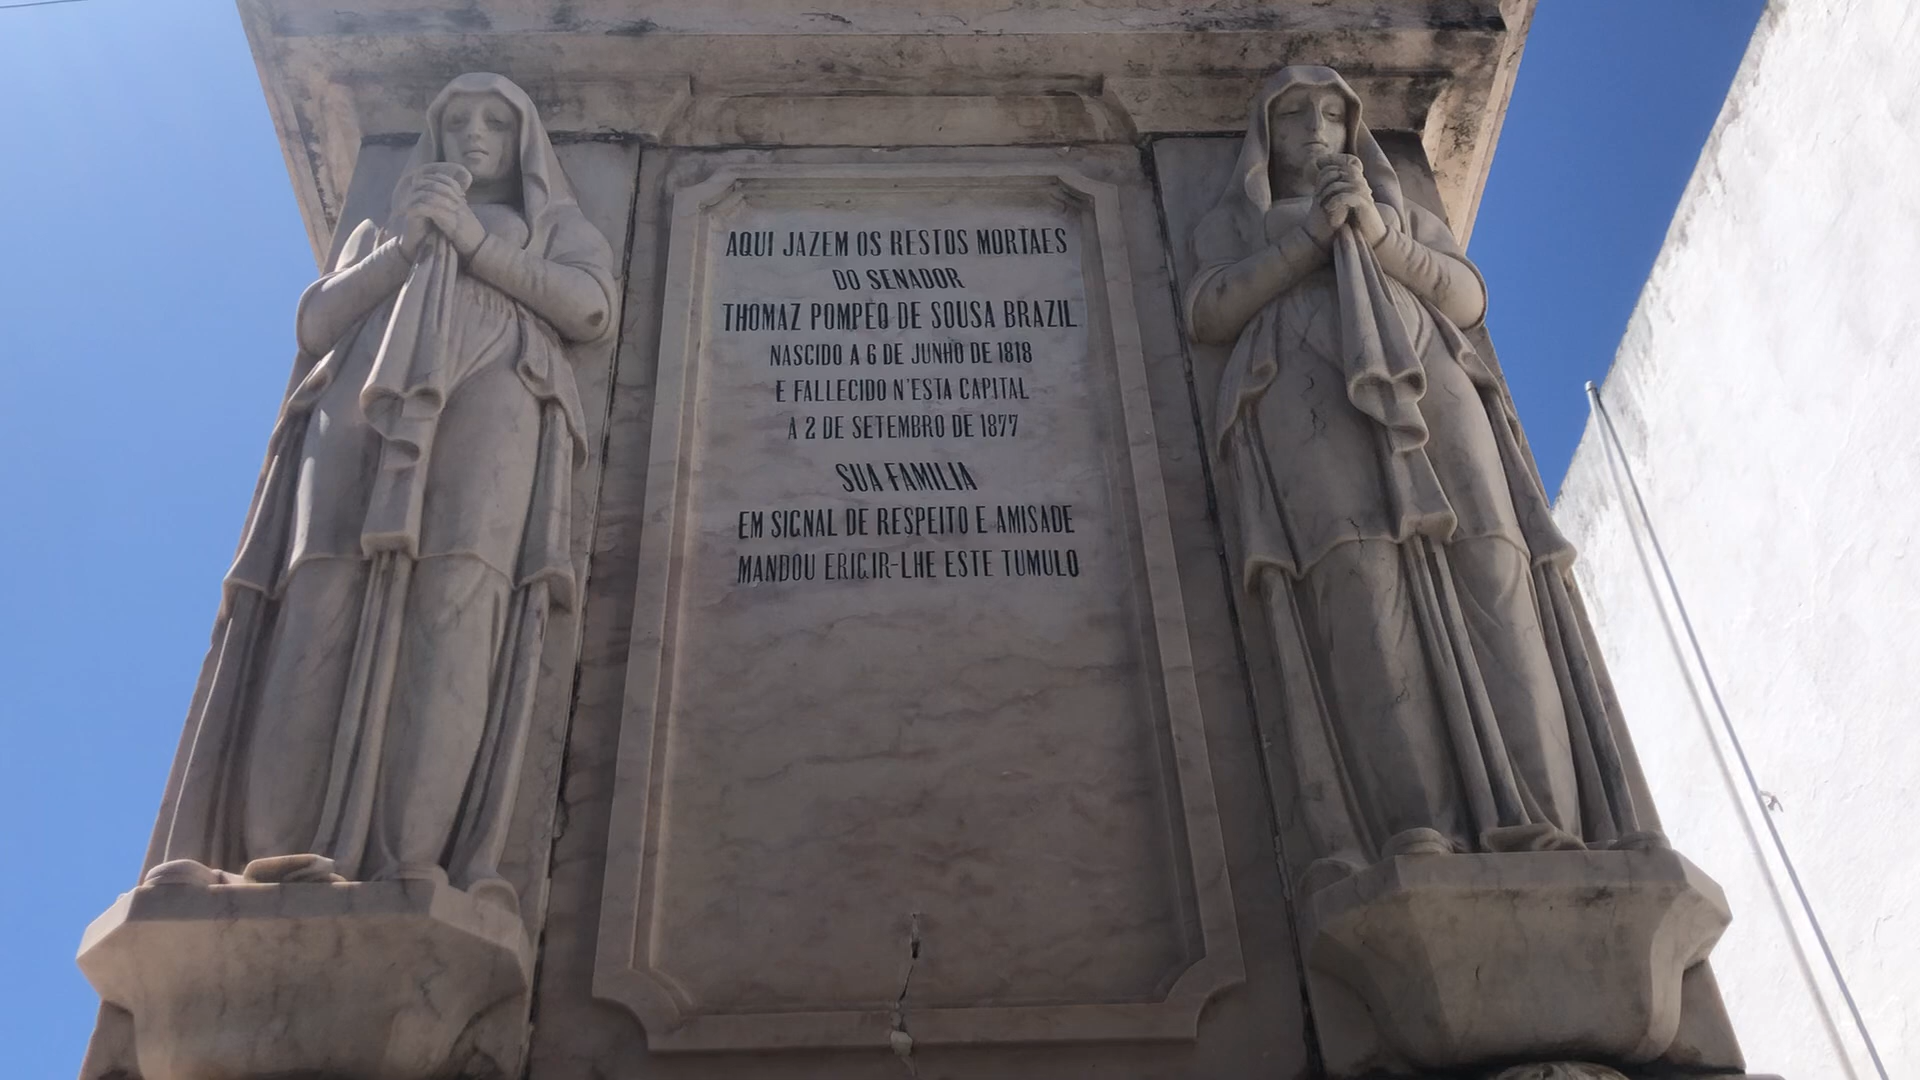 AQUI JAZEM OS RESTOS MORTAES
DO SENADOR
THOMAZ POMPEO DE SOUSA BRAZIL
NASCIDO A 6 DE JUNHO DE 1818
E FALLECIDO N'ESTA CAPITAL
A 2 DE SETEMBRO DE 1877
SUA FAMILIA
EM SIGNAL DE RESPEITO E AMISADE
MANDOU ERIGIR-LHE ESTE TUMULO